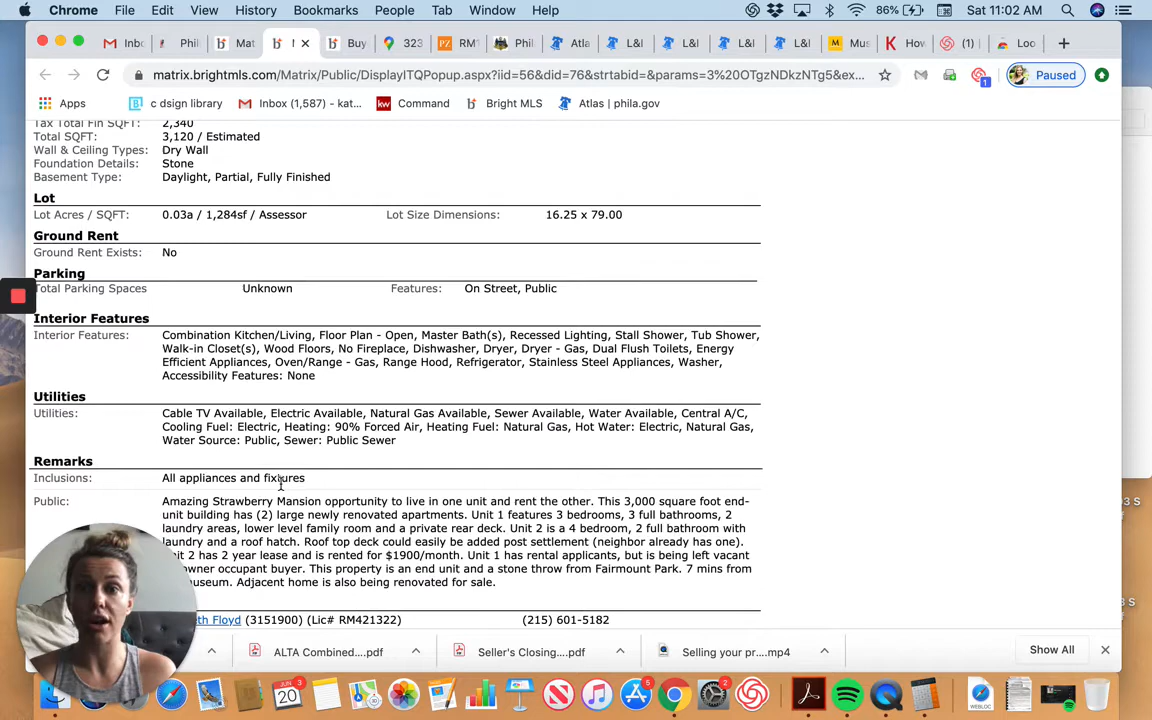 Chrome File Edit View History Bookmarks People Tab Window Help 86% Sat 11:02 AM
Inbo Phil Mat I Buy 323 RM1 Phil Atla L&I L&I L&I L&I Mus How (1) Loo
matrix.brightmls.com/Matrix/Public/DisplayITQPopup.aspx?iid=56&did=76&strtabid=&params=3%20OTgzNDkzNTg5&ex... Paused
Apps c dsign library Inbox (1,587) - kat... Command Bright MLS Atlas | phila.gov
Tax Total Fin SQFT: 2,340
Total SQFT: 3,120 / Estimated
Wall & Ceiling Types: Dry Wall
Foundation Details: Stone
Basement Type: Daylight, Partial, Fully Finished
Lot
Lot Acres / SQFT: 0.03a / 1,284sf / Assessor Lot Size Dimensions: 16.25 x 79.00
Ground Rent
Ground Rent Exists: No
Parking
Total Parking Spaces Unknown Features: On Street, Public
Interior Features
Interior Features: Combination Kitchen/Living, Floor Plan - Open, Master Bath(s), Recessed Lighting, Stall Shower, Tub Shower,
Walk-in Closet(s), Wood Floors, No Fireplace, Dishwasher, Dryer, Dryer - Gas, Dual Flush Toilets, Energy
Efficient Appliances, Oven/Range - Gas, Range Hood, Refrigerator, Stainless Steel Appliances, Washer,
Accessibility Features: None
Utilities
Utilities: Cable TV Available, Electric Available, Natural Gas Available, Sewer Available, Water Available, Central A/C,
Cooling Fuel: Electric, Heating: 90% Forced Air, Heating Fuel: Natural Gas, Hot Water: Electric, Natural Gas,
Water Source: Public, Sewer: Public Sewer
Remarks
Inclusions: All appliances and fixtures
Public: Amazing Strawberry Mansion opportunity to live in one unit and rent the other. This 3,000 square foot end-
unit building has (2) large newly renovated apartments. Unit 1 features 3 bedrooms, 3 full bathrooms, 2
laundry areas, lower level family room and a private rear deck. Unit 2 is a 4 bedroom, 2 full bathroom with
laundry and a roof hatch. Roof top deck could easily be added post settlement (neighbor already has one).
nit 2 has 2 year lease and is rented for $1900/month. Unit 1 has rental applicants, but is being left vacant
owner occupant buyer. This property is an end unit and a stone throw from Fairmount Park. 7 mins from
useum. Adjacent home is also being renovated for sale.
eth Floyd (3151900) (Lic# RM421322) (215) 601-5182
ALTA Combined....pdf Seller's Closing....pdf Selling your pr....mp4 Show All